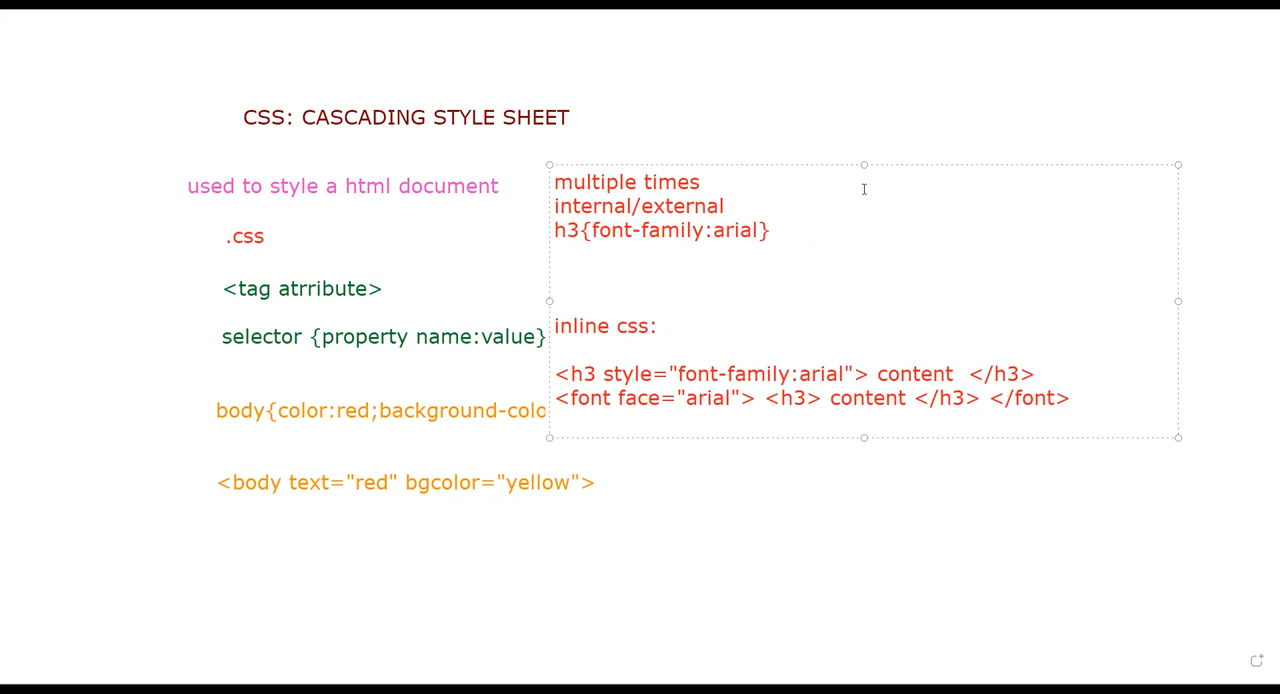 CSS: CASCADING STYLE SHEET
used to style a html document
.css
<tag atrribute>
selector {property name:value}
body{color:red;background-colo
<body text="red" bgcolor="yellow">
multiple times
internal/external
h3{font-family:arial}
inline css:
<h3 style="font-family:arial"> content  </h3>
<font face="arial"> <h3> content </h3> </font>